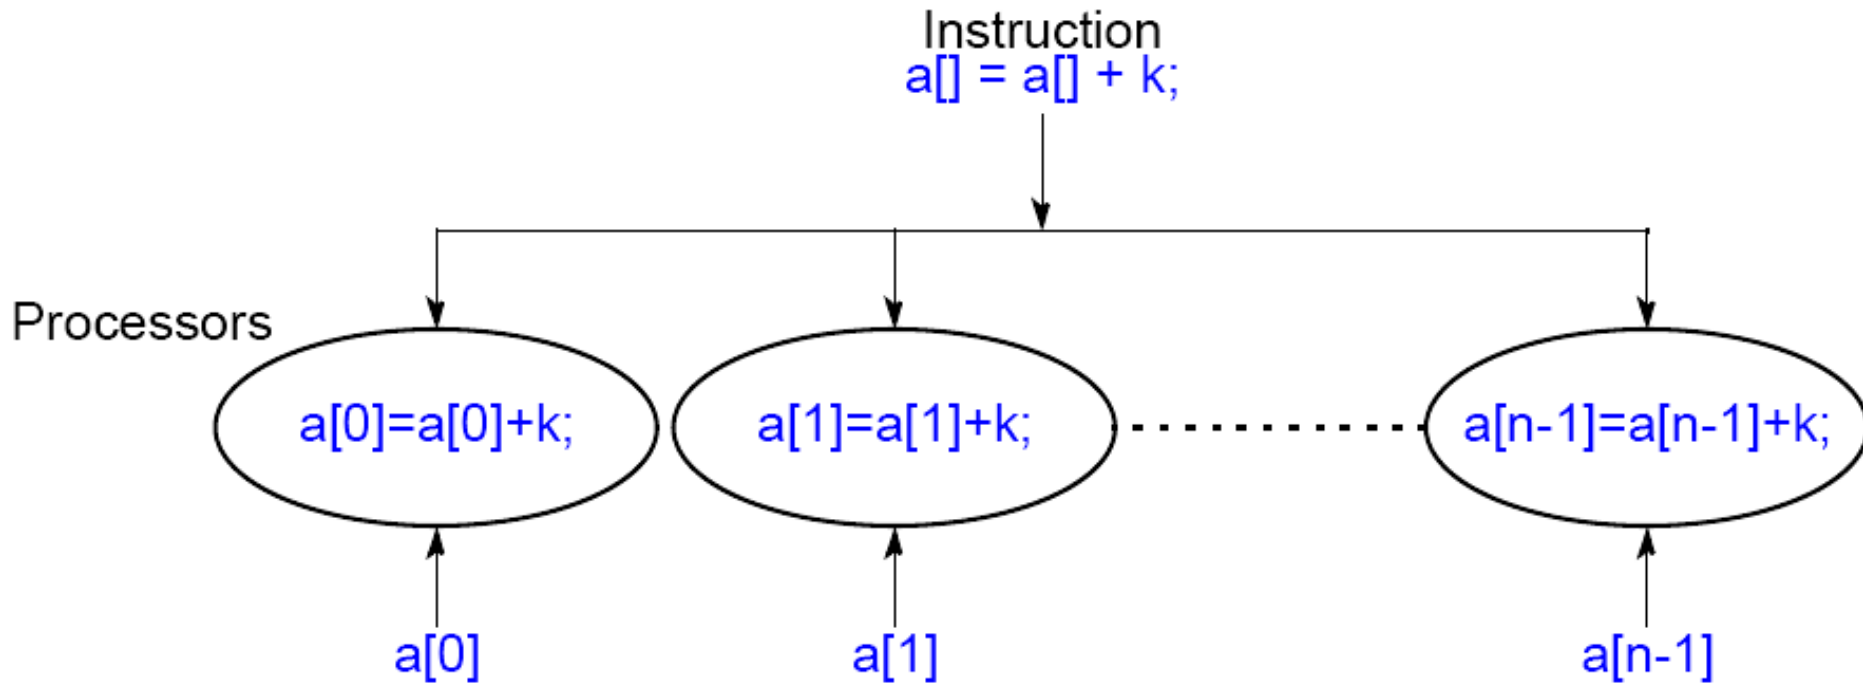 Instruction
a[] = a[] + k;
Processors
a[0]=a[0]+k;
a[1]=a[1]+k;
a[n-1]=a[n-1]+k;
a[0]
a[1]
a[n-1]